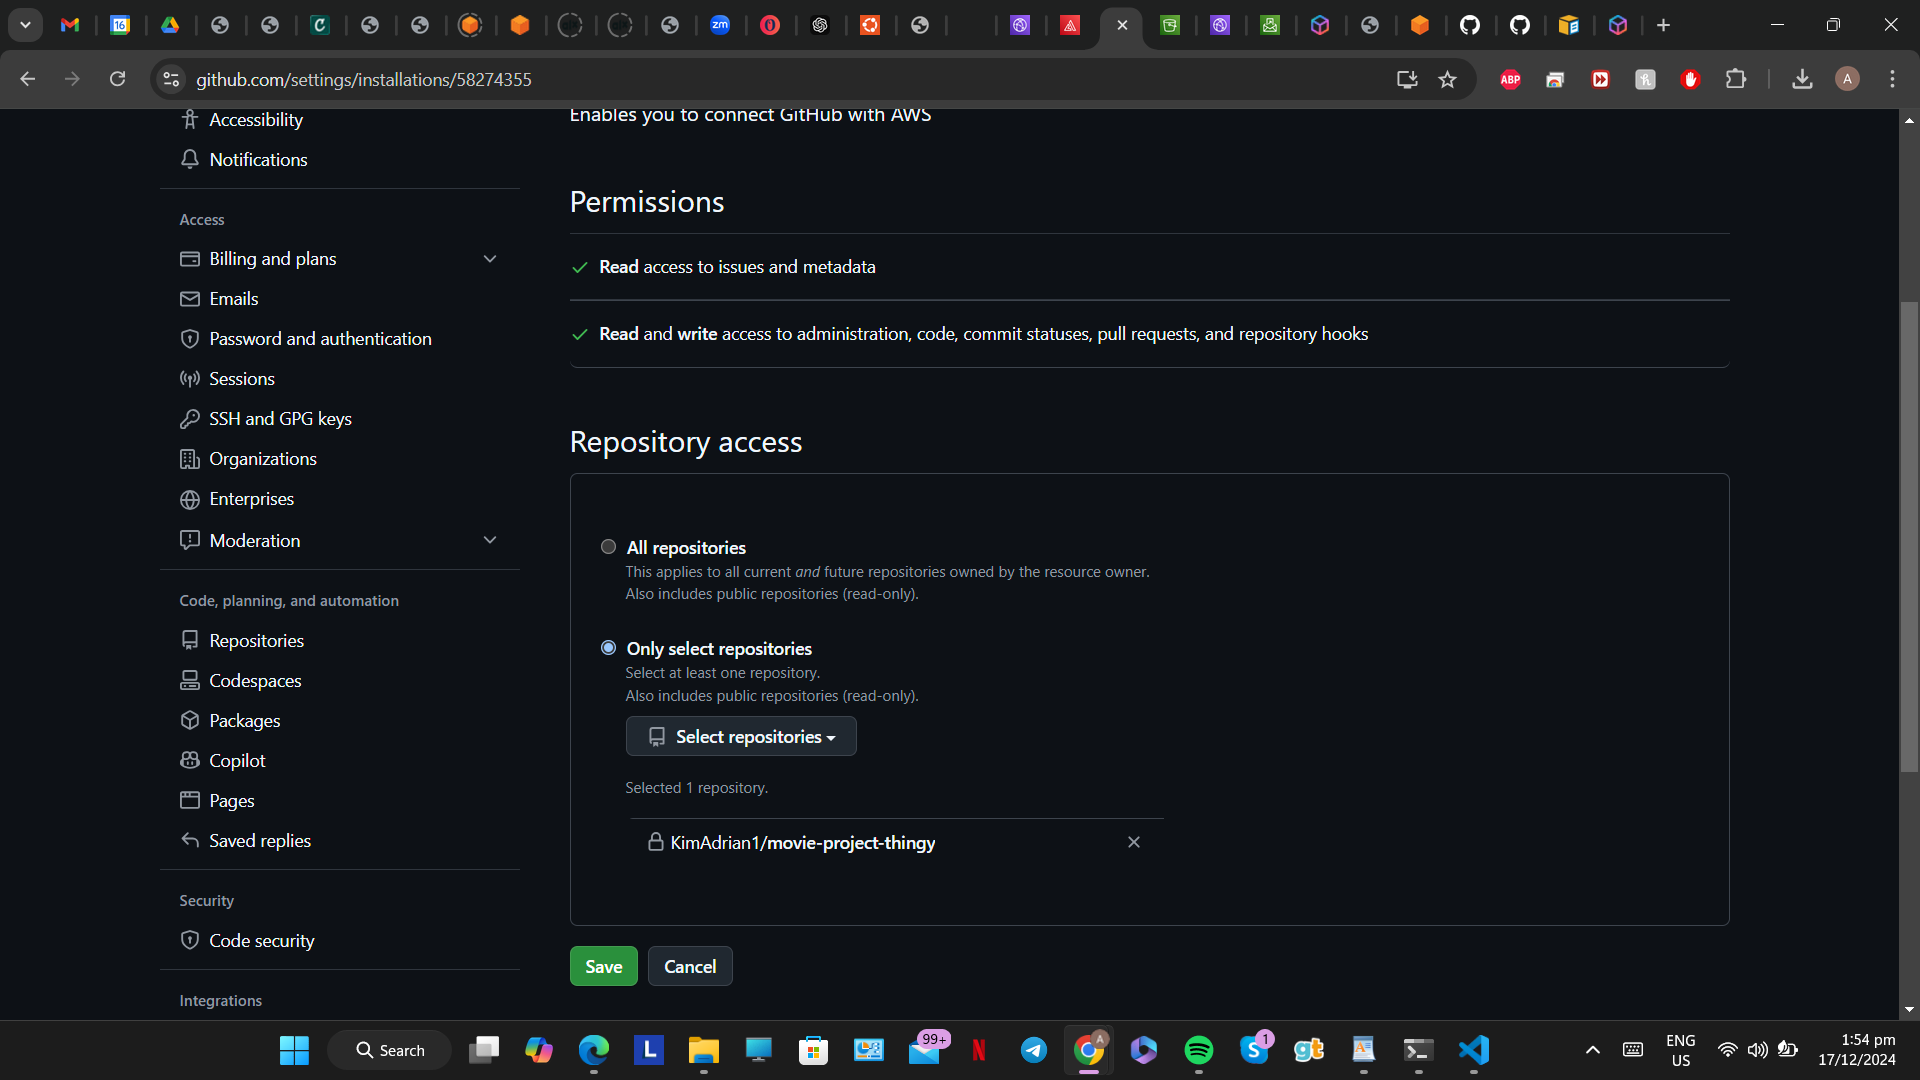 16
C
zm
github.com/settings/installations/58274355
ABP
A
Accessibility
Notifications
Access
Billing and plans
Emails
Password and authentication
Sessions
SSH and GPG keys
Organizations
Enterprises
Moderation
Code, planning, and automation
Repositories
Codespaces
Packages
Copilot
Pages
Saved replies
Security
Code security
Integrations
Enables you to connect GitHub with AWS
Permissions
Read access to issues and metadata
Read and write access to administration, code, commit statuses, pull requests, and repository hooks
Repository access
All repositories
This applies to all current and future repositories owned by the resource owner.
Also includes public repositories (read-only).
Only select repositories
Select at least one repository.
Also includes public repositories (read-only).
Select repositories
Selected 1 repository.
KimAdrian1/movie-project-thingy
Save
Cancel
Search
L
99+
N
A
S
1
gt
ENG
US
1:54 pm
17/12/2024